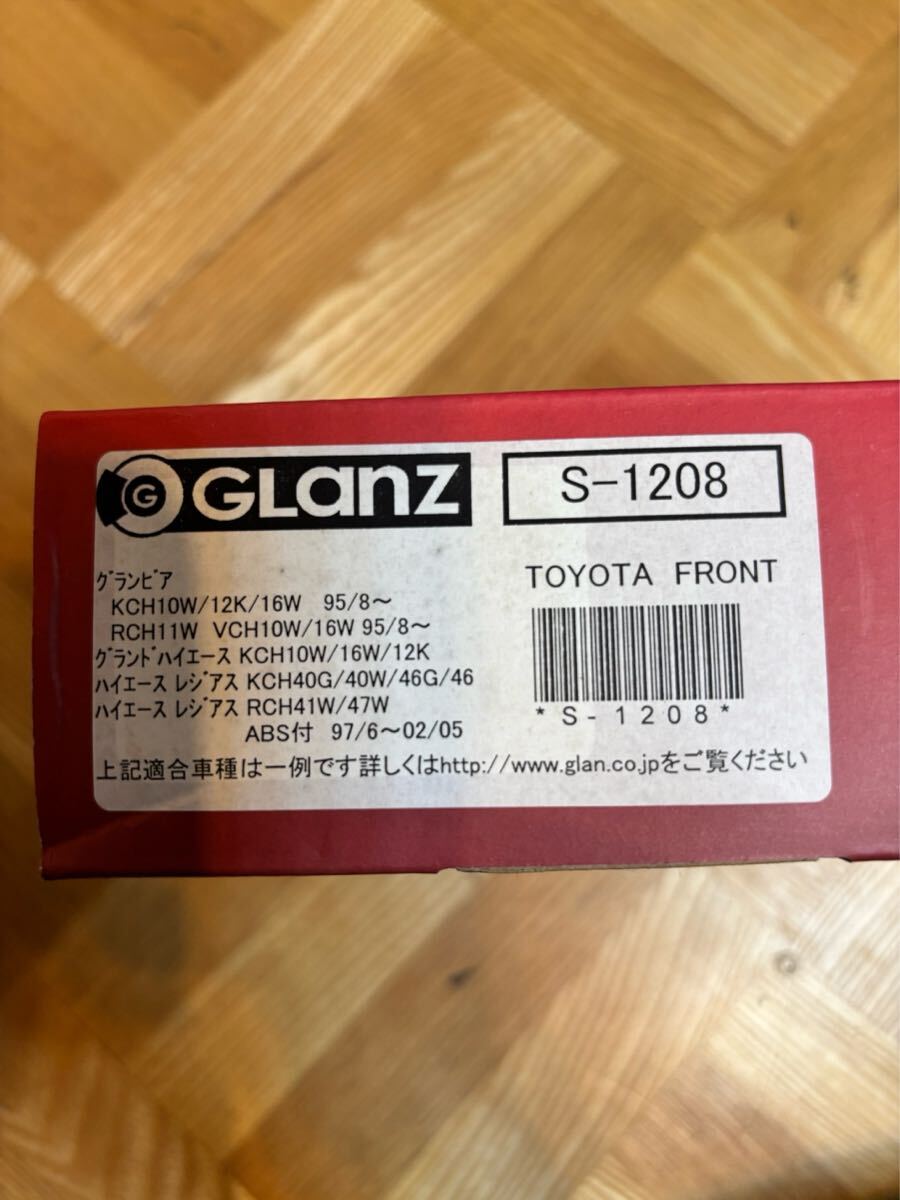 G GLanz
S-1208
TOYOTA FRONT
グランビア
KCH10W/12K/16W 95/8～
RCH11W VCH10W/16W 95/8～
グランドハイエース KCH10W/16W/12K
ハイエース レジアス KCH40G/40W/46G/46
ハイエース レジアス RCH41W/47W
ABS付 97/6～02/05
*S-1208*
上記適合車種は一例です詳しくはhttp://www.glan.co.jpをご覧ください